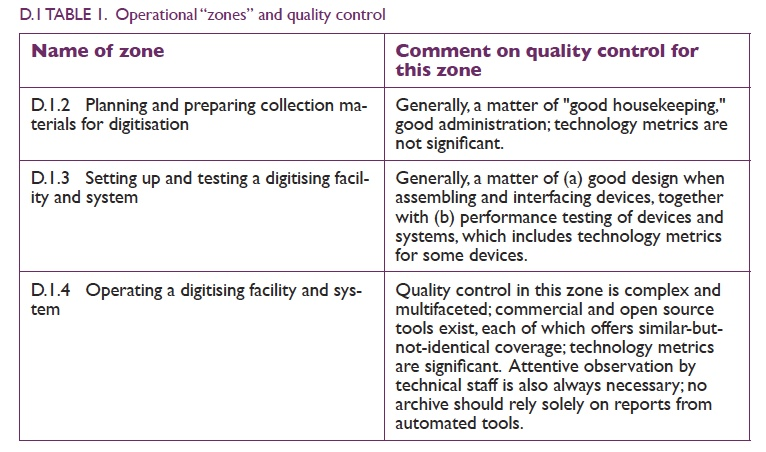 D.1 TABLE 1.  Operational “zones” and quality control
Name of zone
Comment on quality control for
this zone
D.1.2   Planning and preparing collection ma-
terials for digitisation
Generally, a matter of "good housekeeping,"
good administration; technology metrics are
not significant.
D.1.3   Setting up and testing a digitising facil-
ity and system
Generally, a matter of (a) good design when
assembling and interfacing devices, together
with (b) performance testing of devices and
systems, which includes technology metrics
for some devices.
D.1.4   Operating a digitising facility and sys-
tem
Quality control in this zone is complex and
multifaceted; commercial and open source
tools exist, each of which offers similar-but-
not-identical coverage; technology metrics
are significant.  Attentive observation by
technical staff is also always necessary; no
archive should rely solely on reports from
automated tools.